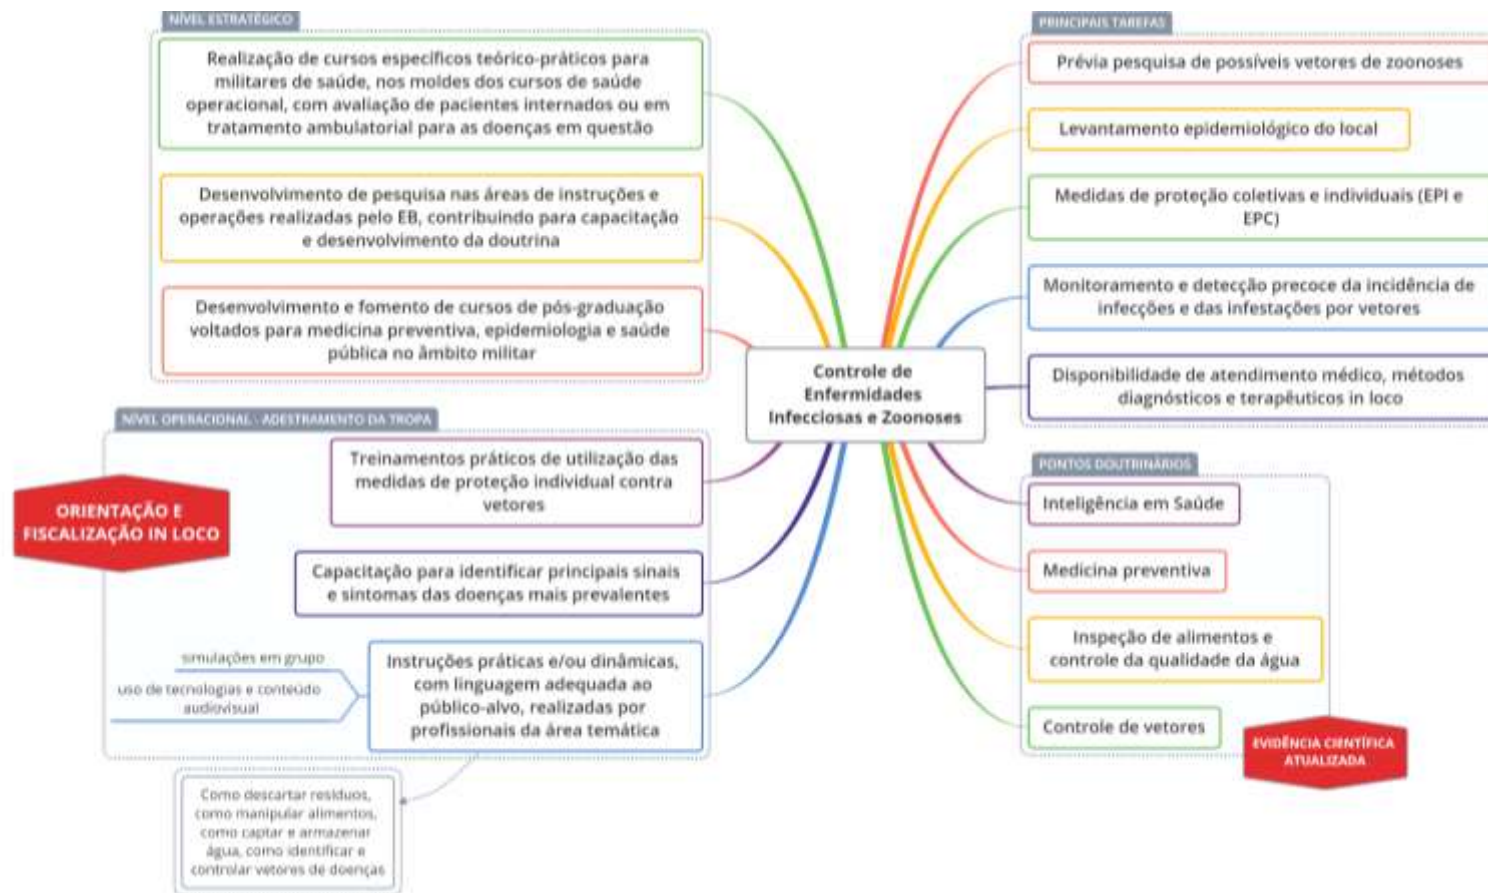 NÍVEL ESTRATÉGICO
Realização de cursos específicos teórico-práticos para
militares de saúde, nos moldes dos cursos de saúde
operacional, com avaliação de pacientes internados ou em
tratamento ambulatorial para as doenças em questão
Desenvolvimento de pesquisa nas áreas de instruções e
operações realizadas pelo EB, contribuindo para capacitação
e desenvolvimento da doutrina
Desenvolvimento e fomento de cursos de pós-graduação
voltados para medicina preventiva, epidemiologia e saúde
pública no âmbito militar
NÍVEL OPERACIONAL - ADESTRAMENTO DA TROPA
ORIENTAÇÃO E
FISCALIZAÇÃO IN LOCO
Treinamentos práticos de utilização das
medidas de proteção individual contra
vetores
Capacitação para identificar principais sinais
e sintomas das doenças mais prevalentes
Instruções práticas e/ou dinâmicas,
com linguagem adequada ao
público-alvo, realizadas por
profissionais da área temática
simulações em grupo
uso de tecnologias e conteúdo
audiovisual
Como descartar resíduos,
como manipular alimentos,
como captar e armazenar
água, como identificar e
controlar vetores de doenças
Controle de
Enfermidades
Infecciosas e Zoonoses
PRINCIPAIS TAREFAS
Prévia pesquisa de possíveis vetores de zoonoses
Levantamento epidemiológico do local
Medidas de proteção coletivas e individuais (EPI e
EPC)
Monitoramento e detecção precoce da incidência de
infecções e das infestações por vetores
Disponibilidade de atendimento médico, métodos
diagnósticos e terapêuticos in loco
PONTOS DOUTRINÁRIOS
Inteligência em Saúde
Medicina preventiva
Inspeção de alimentos e
controle da qualidade da água
Controle de vetores
EVIDÊNCIA CIENTÍFICA
ATUALIZADA